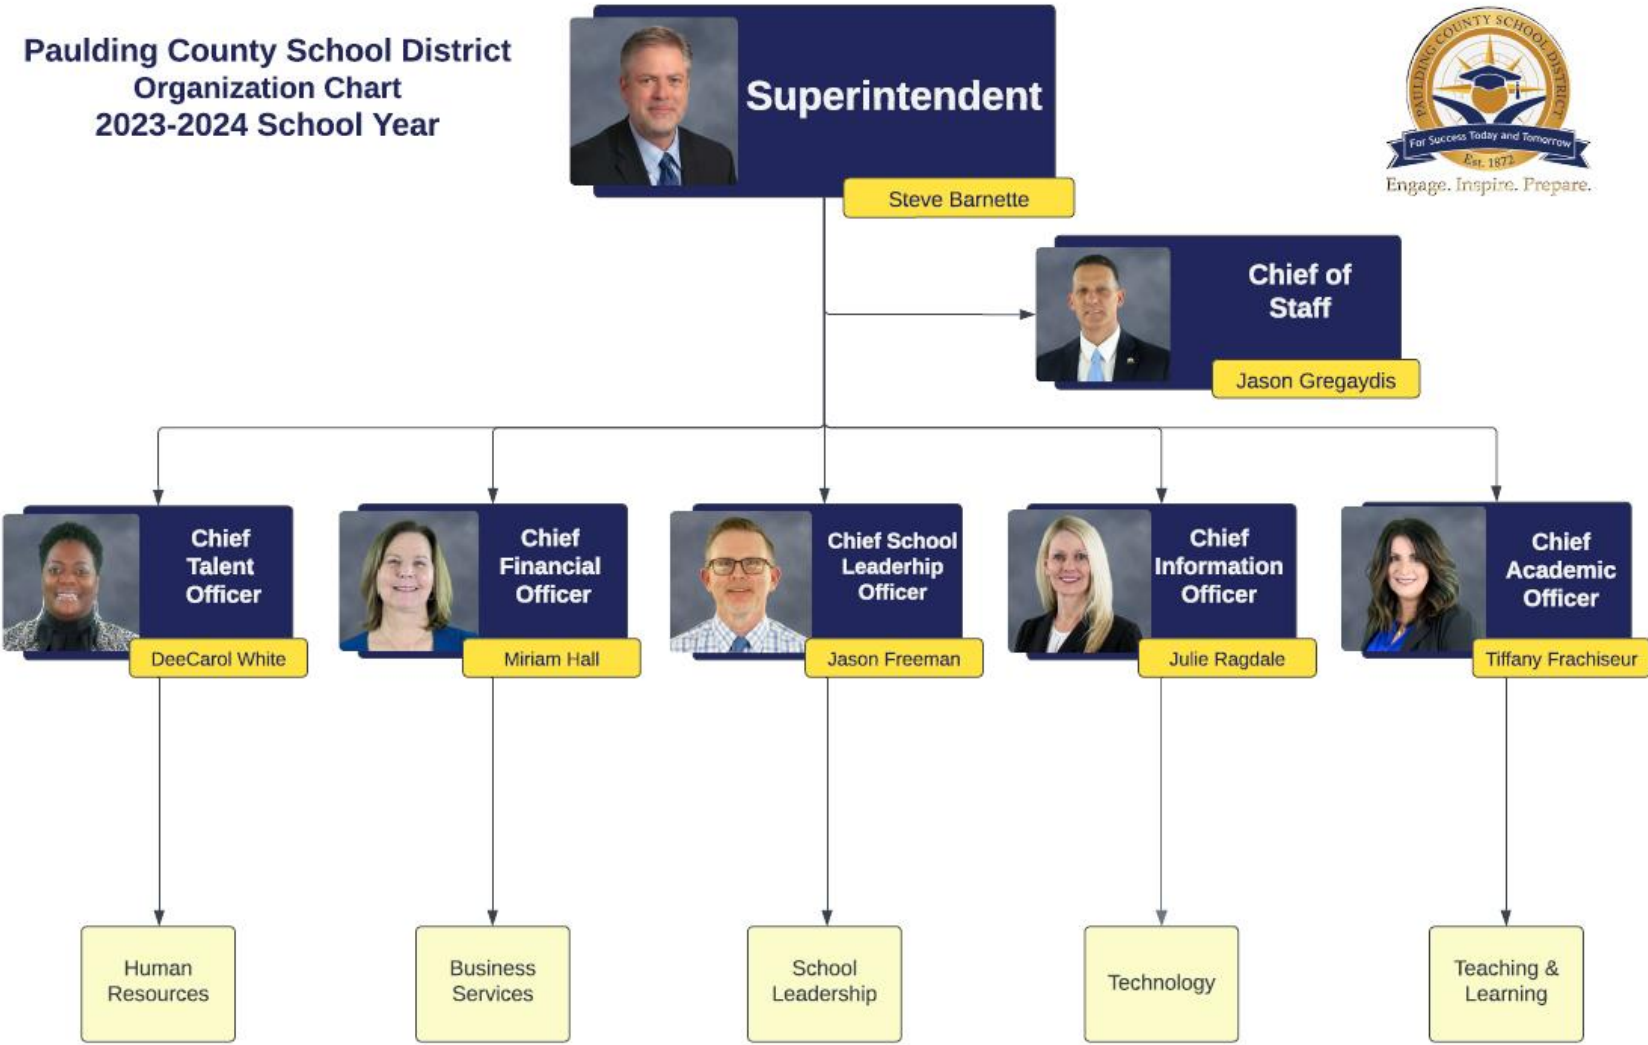 Paulding County School District
Organization Chart
2023-2024 School Year
Superintendent
Steve Barnette
PAULDING COUNTY SCHOOL DISTRICT
For Success Today and Tomorrow
Est. 1872
Engage. Inspire. Prepare.
Chief of
Staff
Jason Gregaydis
Chief
Talent
Officer
DeeCarol White
Chief
Financial
Officer
Miriam Hall
Chief School
Leaderhip
Officer
Jason Freeman
Chief
Information
Officer
Julie Ragdale
Chief
Academic
Officer
Tiffany Frachiseur
Human
Resources
Business
Services
School
Leadership
Technology
Teaching &
Learning